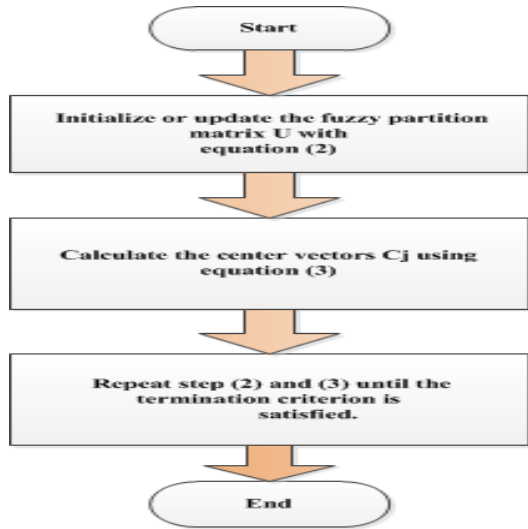 Start
Initialize or update the fuzzy partition
matrix U with
equation (2)
Calculate the center vectors Cj using
equation (3)
Repeat step (2) and (3) until the
termination criterion is
satisfied.
End